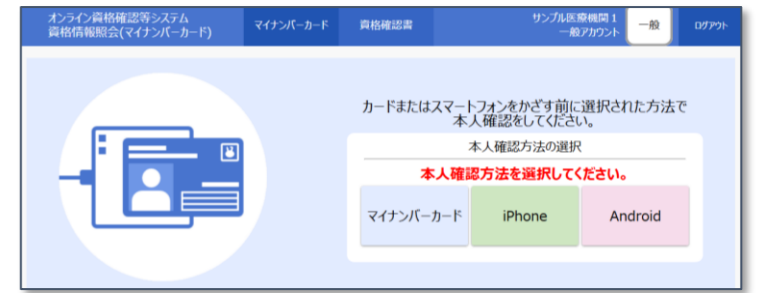 オンライン資格確認等システム
資格情報照会(マイナンバーカード)
マイナンバーカード
資格確認書
サンプル医療機関1
一般アカウント
一般
ログアウト
カードまたはスマートフォンをかざす前に選択された方法で
本人確認をしてください。
本人確認方法の選択
本人確認方法を選択してください。
マイナンバーカード
iPhone
Android